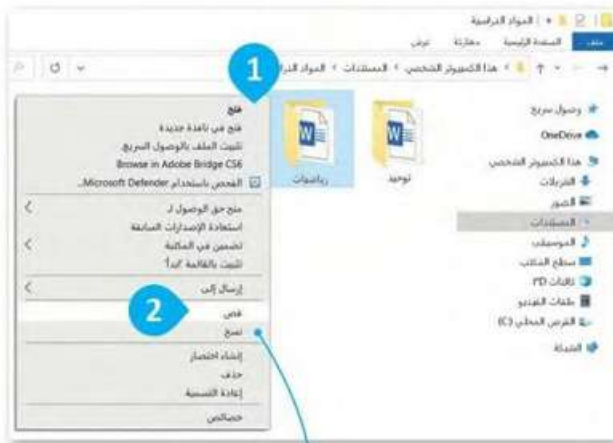 المواد الدراسية
ملف
الصفحة الرئيسية
مشاركة
عرض
هذا الكمبيوتر الشخصي > المستندات > المواد
1
وصول سريع
OneDrive
هذا الكمبيوتر الشخصي
التنزيلات
الصور
المستندات
الموسيقى
سطح المكتب
ملفات الفيديو
القرص المحلي (C)
الشبكة
توحيد
رياضيات
فتح
فتح في نافذة جديدة
تثبيت الملف بالوصول السريع
Browse in Adobe Bridge CS6
الفحص باستخدام Microsoft Defender...
منح حق الوصول لـ
استعادة الإصدارات السابقة
تضمين في المكتبة
تثبيت بالقائمة "ابدأ"
إرسال إلى
2
قص
نسخ
إنشاء اختصار
حذف
إعادة التسمية
خصائص